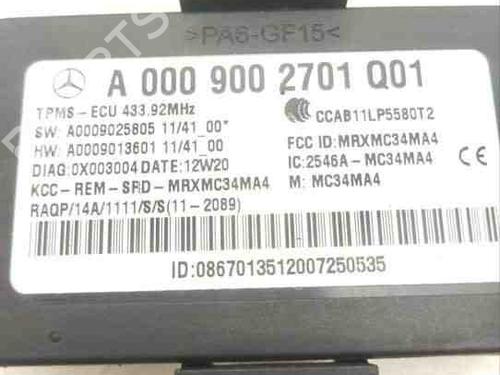 >PA6-GF15<
A 000 900 2701 Q01
TPMS-ECU 433.92MHz
CCAB11LP5580T2
SW: A0009025805 11/41_00*
HW: A0009013601 11/41_00
FCC ID: MRXMC34MA4
DIAG:0X003004 DATE:12W20
IC:2546A-MC34MA4
KCC-REM-SRD-MRXMC34MA4
M: MC34MA4
RAQP/14A/1111/S/S(11-2089)
ID:0867013512007250535